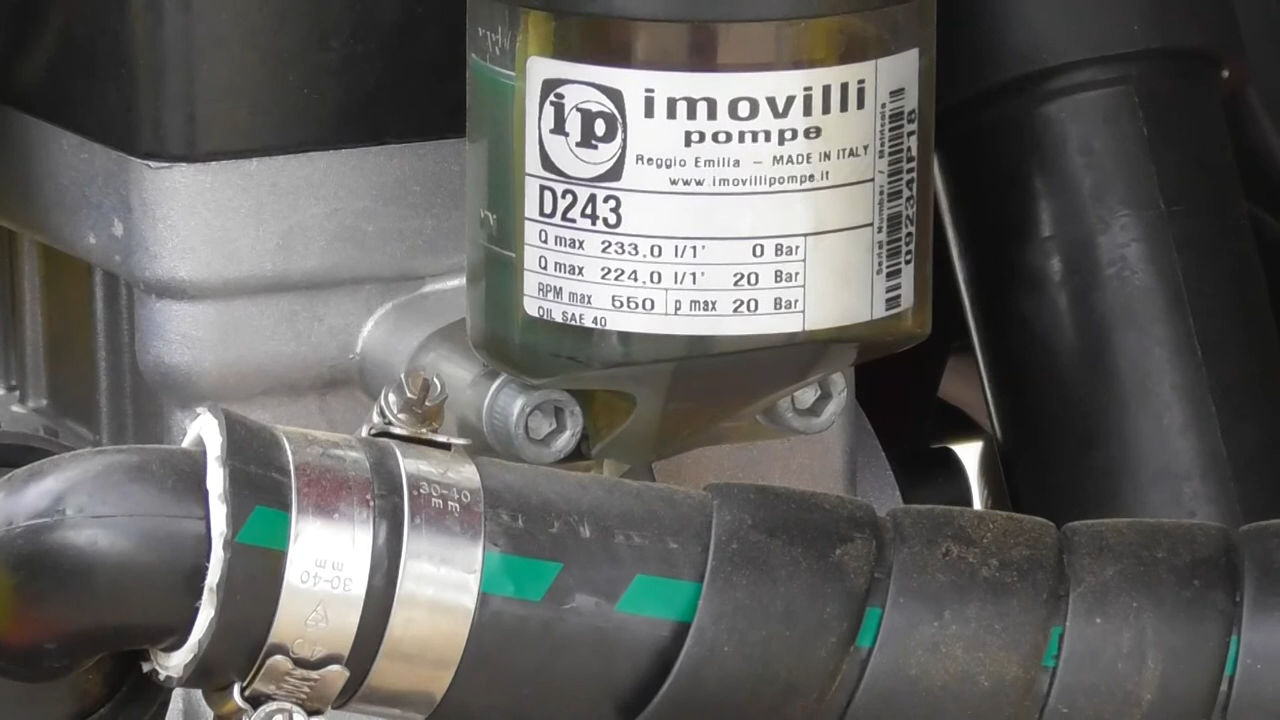 ip
imovilli
pompe
Reggio Emilia – MADE IN ITALY
www.imovillipompe.it
D243
Q max 233.0 l/1' 0 Bar
Q max 224.0 l/1' 20 Bar
RPM max 550 p max 20 Bar
OIL SAE 40
Serial Number / Matricola
09234IP18
30-40
mm
30-40
mm